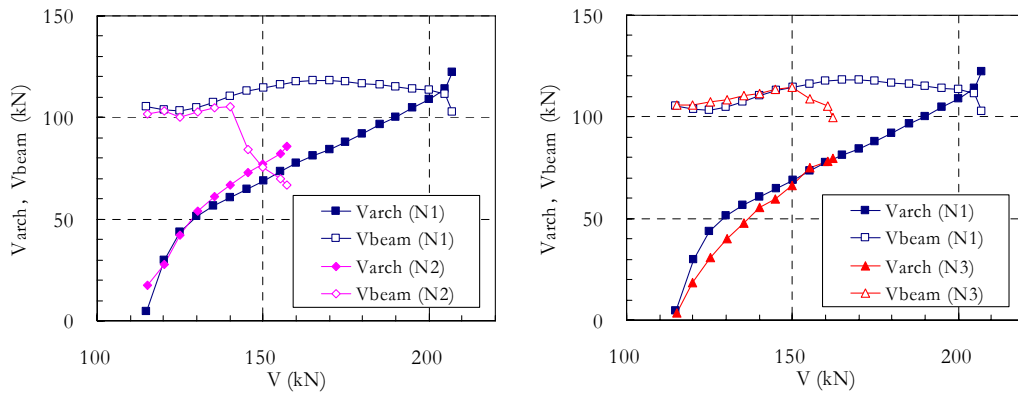 150
100
50
0
Varch , Vbeam (kN)
Varch (N1)
Vbeam (N1)
Varch (N2)
Vbeam (N2)
100
150
200
V (kN)
150
100
50
0
Varch, Vbeam (kN)
Varch (N1)
Vbeam (N1)
Varch (N3)
Vbeam (N3)
100
150
200
V (kN)